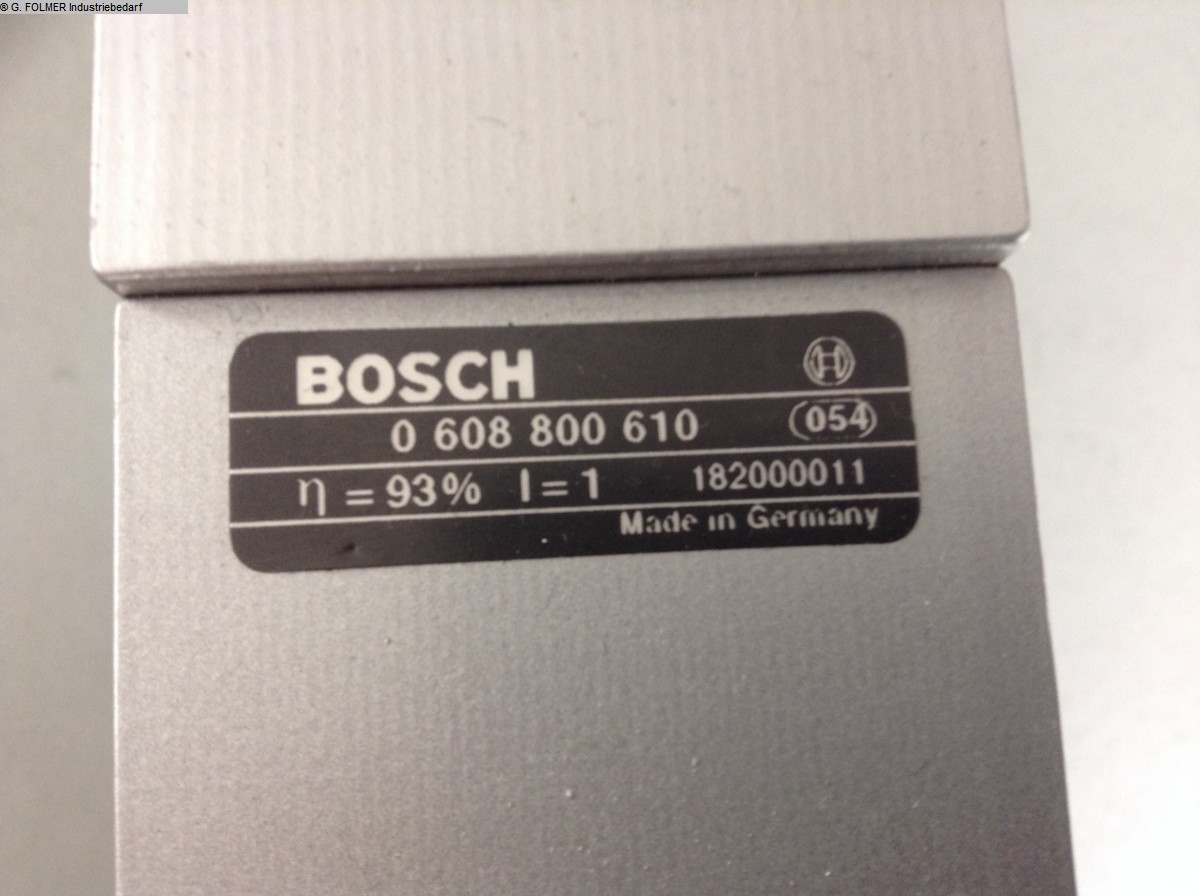 ® G. FOLMER Industriebedarf
BOSCH
0 608 800 610 (054)
η = 93% I = 1 182000011
Made in Germany